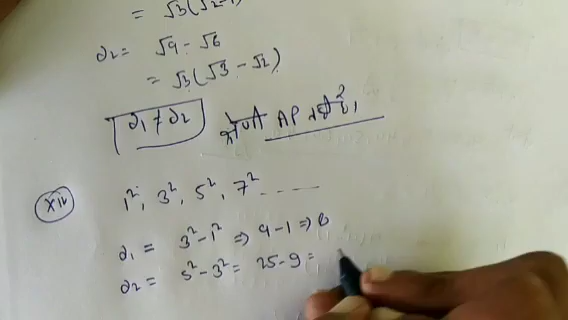 = √3(√2-1)
d₂ = √9 - √6
= √3(√3 - √2)
d₁ ≠ d₂ श्रेणी AP नहीं है।
XIV 1², 3², 5², 7² -----
d₁ = 3²-1² ⇒ 9-1 ⇒ 8
d₂ = 5²-3² = 25-9 =